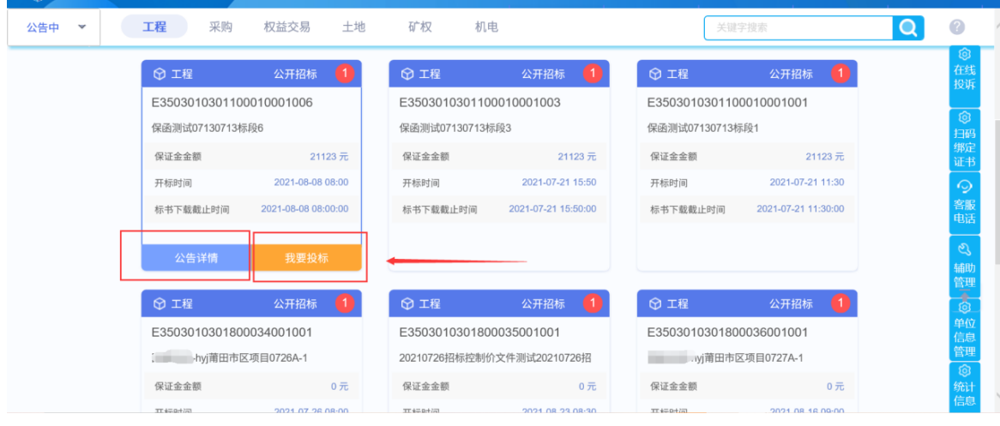 公告中 工程 采购 权益交易 土地 矿权 机电 关键字搜索
在线投诉
扫码绑定证书
客服电话
辅助管理
单位信息管理
统计信息
工程 公开招标 1
E3503010301100010001006
保函测试07130713标段6
保证金金额 21123 元
开标时间 2021-08-08 08:00
标书下载截止时间 2021-08-08 08:00:00
公告详情 我要投标
工程 公开招标 1
E3503010301100010001003
保函测试07130713标段3
保证金金额 21123 元
开标时间 2021-07-21 15:50
标书下载截止时间 2021-07-21 15:50:00
工程 公开招标 1
E3503010301100010001001
保函测试07130713标段1
保证金金额 21123 元
开标时间 2021-07-21 11:30
标书下载截止时间 2021-07-21 11:30:00
工程 公开招标 1
E3503010301800034001001
-hyj莆田市区项目0726A-1
保证金金额 0 元
开标时间 2021-07-26 08:00
工程 公开招标 1
E3503010301800035001001
20210726招标控制价文件测试20210726招
保证金金额 0 元
开标时间 2021-08-23 08:30
工程 公开招标 1
E3503010301800036001001
yj莆田市区项目0727A-1
保证金金额 0 元
开标时间 2021-08-16 09:00